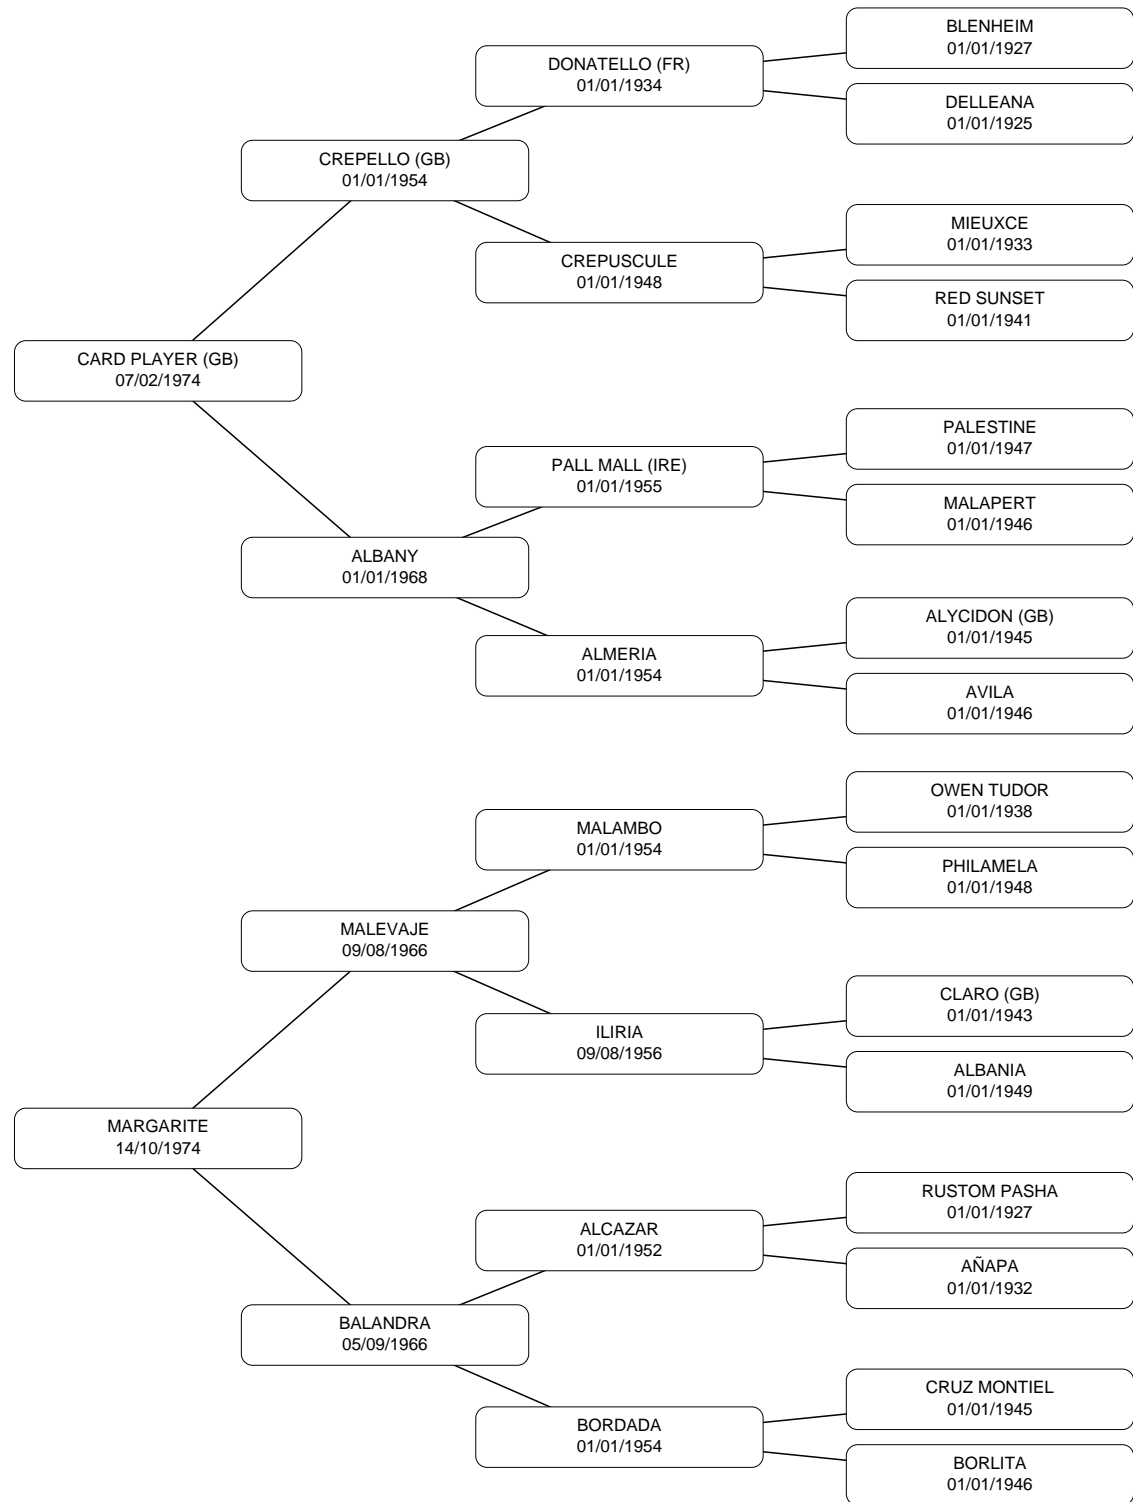 BLENHEIM
01/01/1927
DONATELLO (FR)
01/01/1934
DELLEANA
01/01/1925
CREPELLO (GB)
01/01/1954
MIEUXCE
01/01/1933
CREPUSCULE
01/01/1948
RED SUNSET
01/01/1941
CARD PLAYER (GB)
07/02/1974
PALESTINE
01/01/1947
PALL MALL (IRE)
01/01/1955
MALAPERT
01/01/1946
ALBANY
01/01/1968
ALYCIDON (GB)
01/01/1945
ALMERIA
01/01/1954
AVILA
01/01/1946
OWEN TUDOR
01/01/1938
MALAMBO
01/01/1954
PHILAMELA
01/01/1948
MALEVAJE
09/08/1966
CLARO (GB)
01/01/1943
ILIRIA
09/08/1956
ALBANIA
01/01/1949
MARGARITE
14/10/1974
RUSTOM PASHA
01/01/1927
ALCAZAR
01/01/1952
AÑAPA
01/01/1932
BALANDRA
05/09/1966
CRUZ MONTIEL
01/01/1945
BORDADA
01/01/1954
BORLITA
01/01/1946